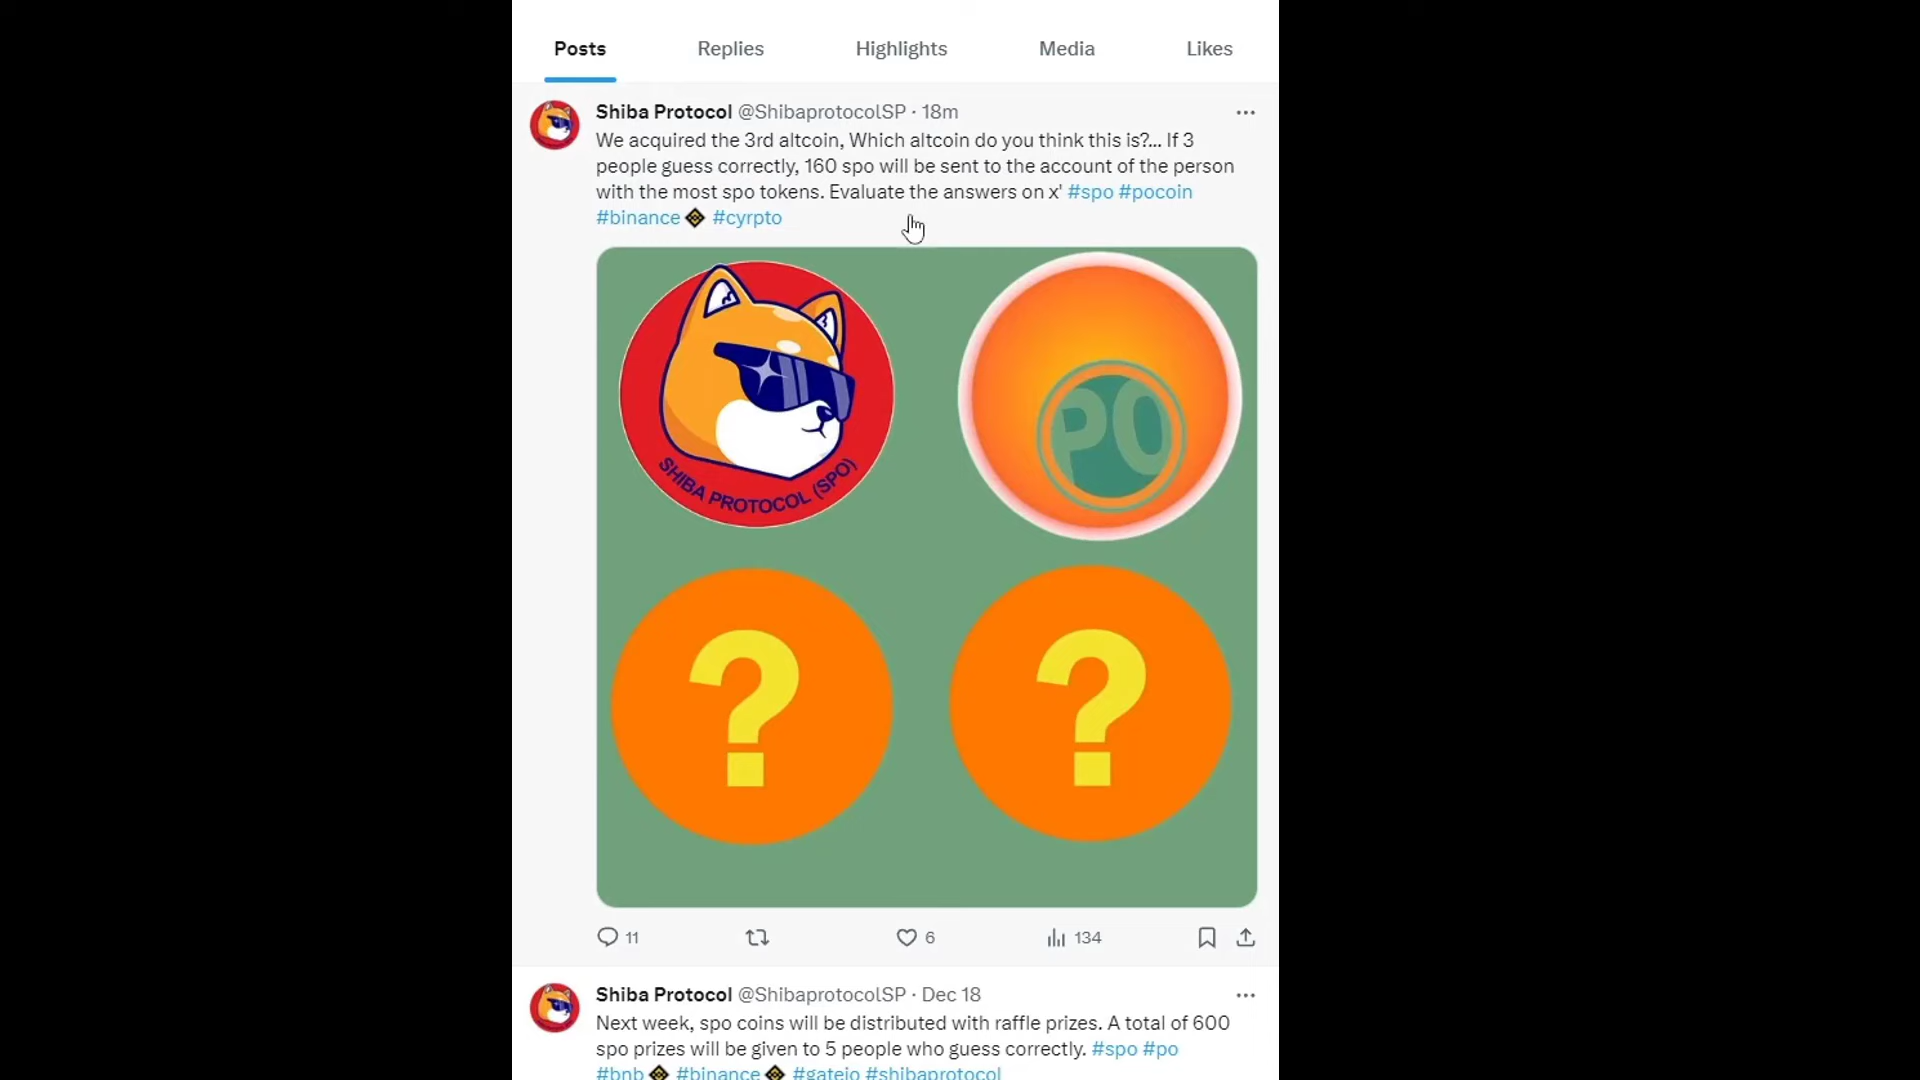 Posts Replies Highlights Media Likes
Shiba Protocol @ShibaprotocolSP · 18m
We acquired the 3rd altcoin, Which altcoin do you think this is?... If 3
people guess correctly, 160 spo will be sent to the account of the person
with the most spo tokens. Evaluate the answers on x' #spo #pocoin
#binance #cyrpto
SHIBA PROTOCOL (SPO)
PO
? ?
11 6 134
Shiba Protocol @ShibaprotocolSP · Dec 18
Next week, spo coins will be distributed with raffle prizes. A total of 600
spo prizes will be given to 5 people who guess correctly. #spo #po
#bnb #binance #gateio #shibaprotocol